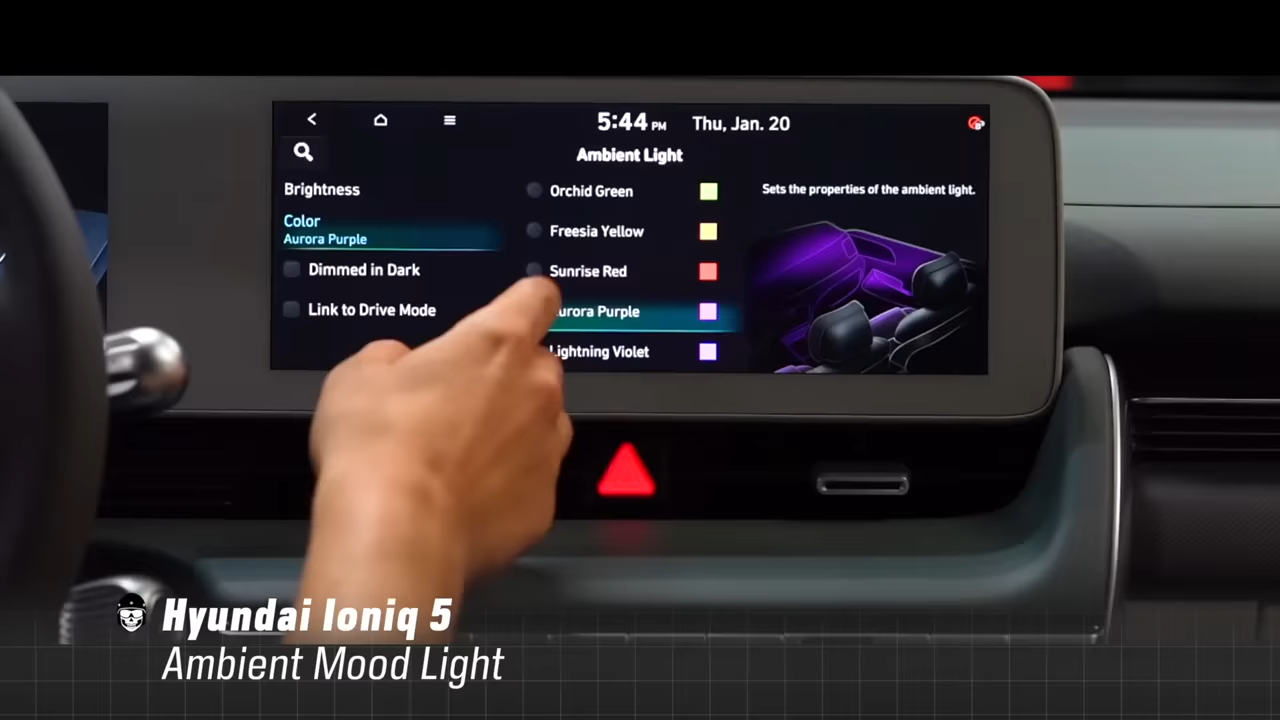 5:44 PM Thu, Jan. 20
Ambient Light
Brightness
Color
Aurora Purple
Dimmed in Dark
Link to Drive Mode
Orchid Green
Freesia Yellow
Sunrise Red
urora Purple
Lightning Violet
Sets the properties of the ambient light.
Hyundai Ioniq 5
Ambient Mood Light